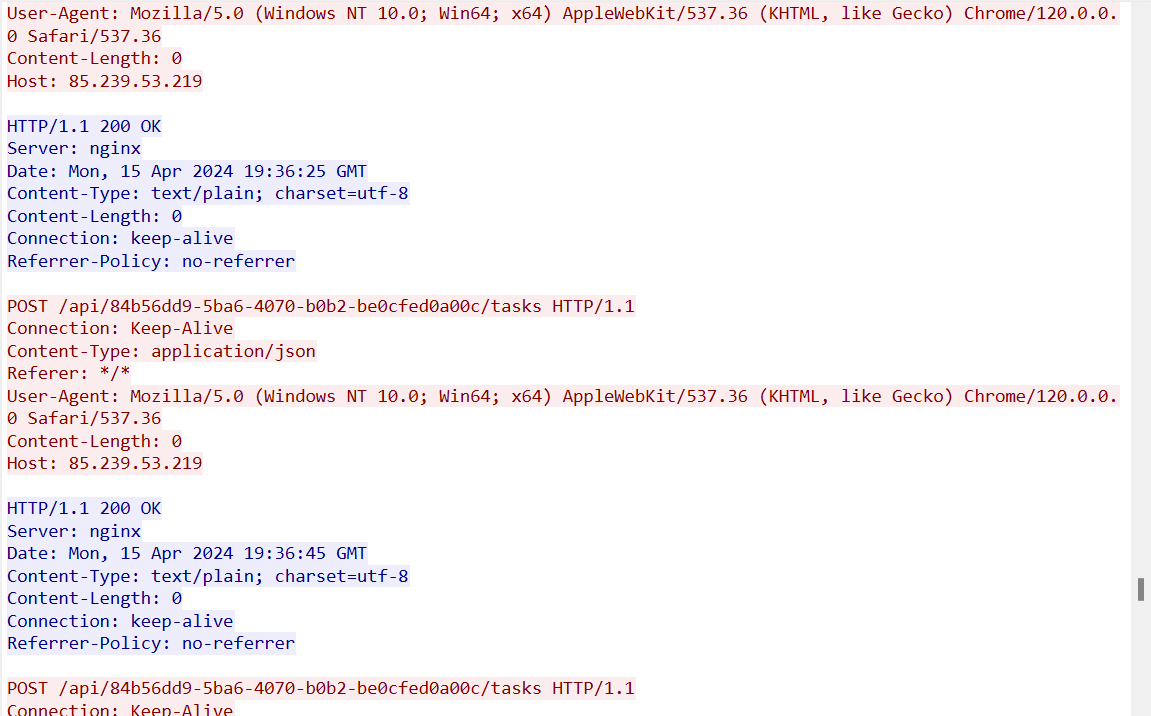 User-Agent: Mozilla/5.0 (Windows NT 10.0; Win64; x64) AppleWebKit/537.36 (KHTML, like Gecko) Chrome/120.0.0.
0 Safari/537.36
Content-Length: 0
Host: 85.239.53.219
HTTP/1.1 200 OK
Server: nginx
Date: Mon, 15 Apr 2024 19:36:25 GMT
Content-Type: text/plain; charset=utf-8
Content-Length: 0
Connection: keep-alive
Referrer-Policy: no-referrer
POST /api/84b56dd9-5ba6-4070-b0b2-be0cfed0a00c/tasks HTTP/1.1
Connection: Keep-Alive
Content-Type: application/json
Referer: */*
User-Agent: Mozilla/5.0 (Windows NT 10.0; Win64; x64) AppleWebKit/537.36 (KHTML, like Gecko) Chrome/120.0.0.
0 Safari/537.36
Content-Length: 0
Host: 85.239.53.219
HTTP/1.1 200 OK
Server: nginx
Date: Mon, 15 Apr 2024 19:36:45 GMT
Content-Type: text/plain; charset=utf-8
Content-Length: 0
Connection: keep-alive
Referrer-Policy: no-referrer
POST /api/84b56dd9-5ba6-4070-b0b2-be0cfed0a00c/tasks HTTP/1.1
Connection: Keep-Alive